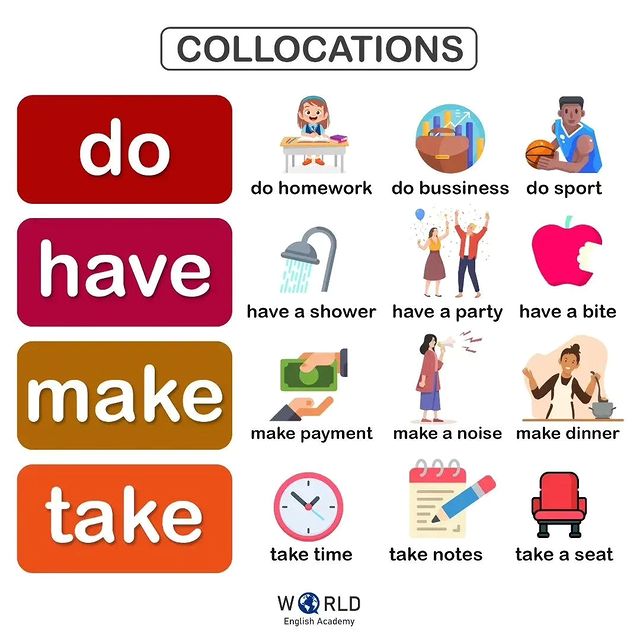 COLLOCATIONS
do
do homework do bussiness do sport
have
have a shower have a party have a bite
make
make payment make a noise make dinner
take
take time take notes take a seat
WORLD
English Academy